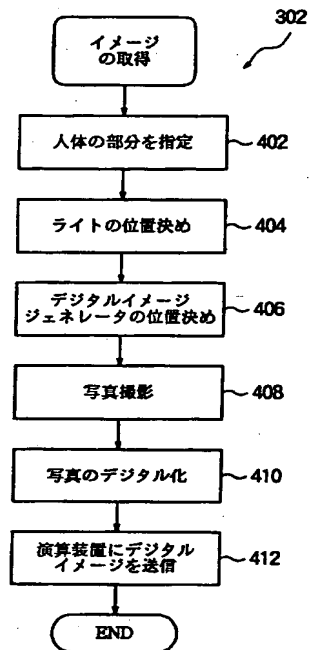 302
イメージ
の取得
人体の部分を指定
402
ライトの位置決め
404
デジタルイメージ
ジェネレータの位置決め
406
写真撮影
408
写真のデジタル化
410
演算装置にデジタル
イメージを送信
412
END